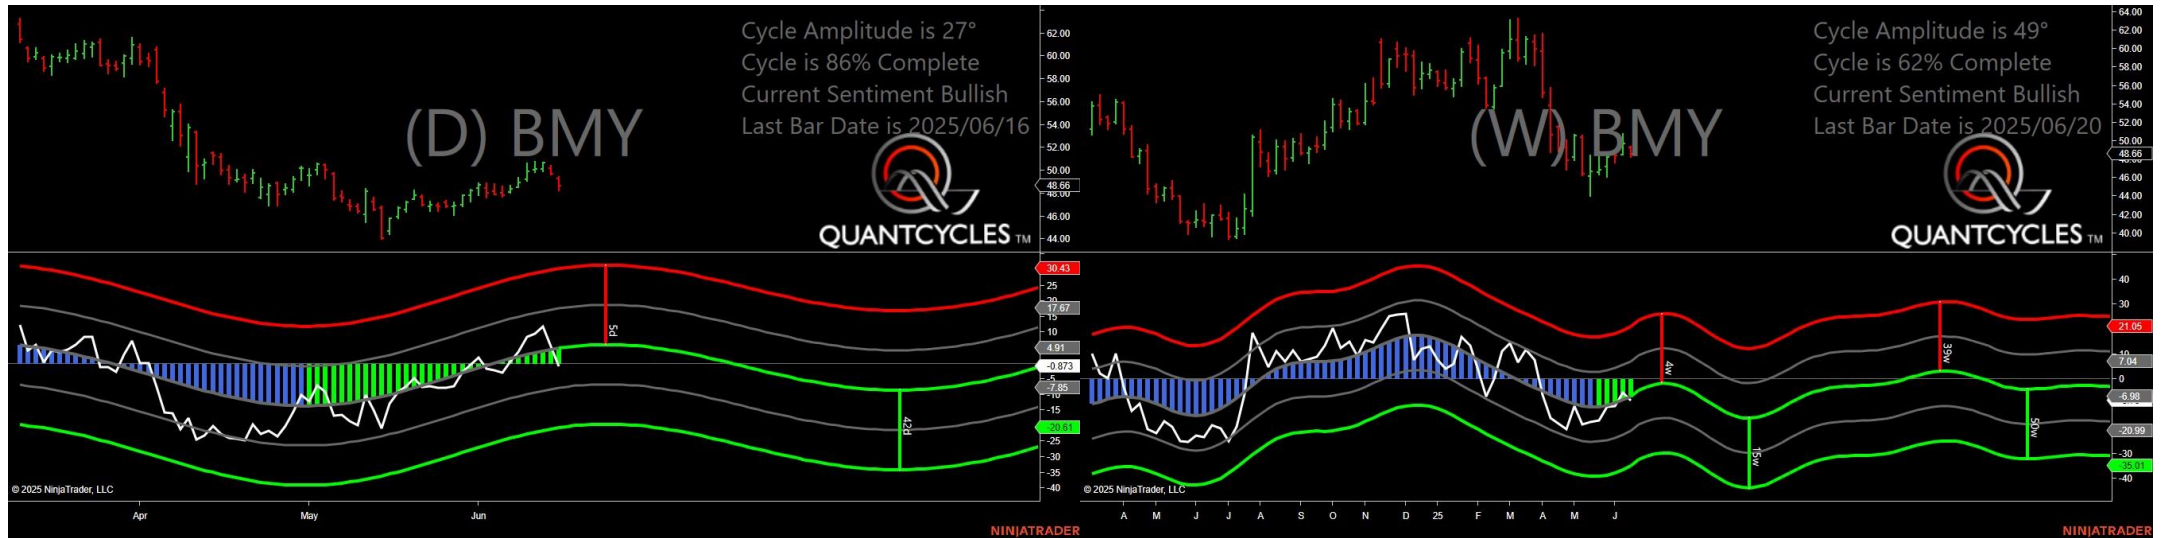 Cycle Amplitude is 27°
Cycle is 86% Complete
Current Sentiment Bullish
Last Bar Date is 2025/06/16
(D) BMY
QUANTCYCLES TM
62.00
60.00
58.00
56.00
54.00
52.00
50.00
48.66
48.00
46.00
44.00
30.43
25
17.67
15
10
4.91
-0.873
-5
-7.85
-10
-15
-20.61
-25
-30
-35
-40
5d
42d
© 2025 NinjaTrader, LLC
Apr May Jun
NINJATRADER
Cycle Amplitude is 49°
Cycle is 62% Complete
Current Sentiment Bullish
Last Bar Date is 2025/06/20
(W) BMY
QUANTCYCLES TM
64.00
62.00
60.00
58.00
56.00
54.00
52.00
50.00
48.66
46.00
44.00
42.00
40.00
40
30
21.05
10
7.04
0
-6.98
-20.99
-30
-35.01
-40
4w
15w
39w
50w
© 2025 NinjaTrader, LLC
A M J J A S O N D 25 F M A M J
NINJATRADER